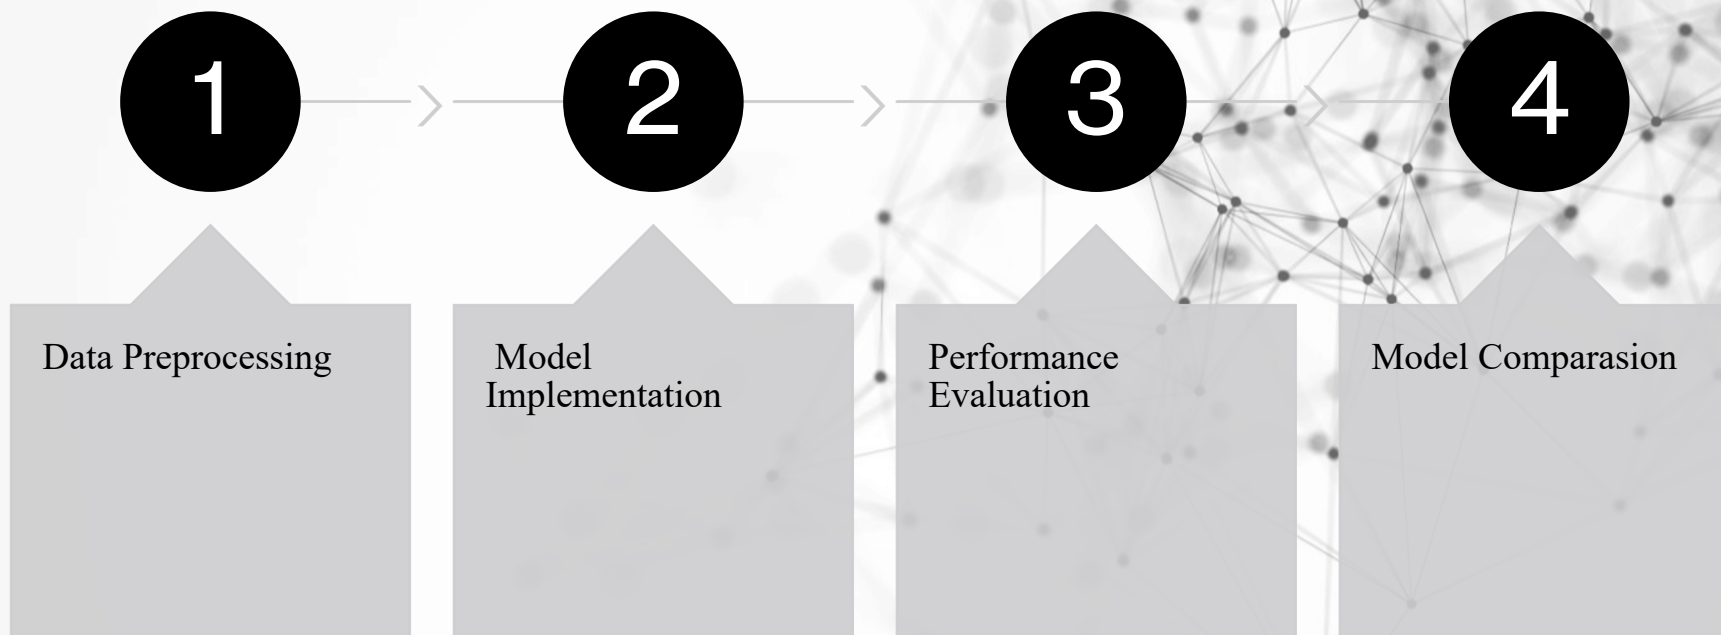 1
2
3
4
Data Preprocessing
Model
Implementation
Performance
Evaluation
Model Comparasion